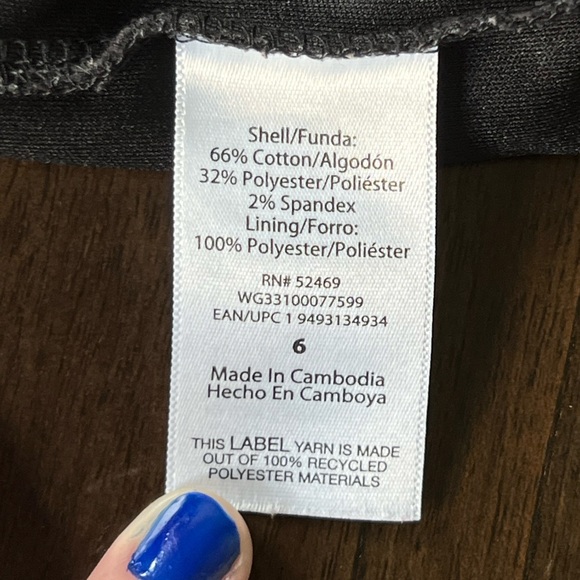 Shell/Funda:
66% Cotton/Algodón
32% Polyester/Poliéster
2% Spandex
Lining/Forro:
100% Polyester/Poliéster
RN# 52469
WG33100077599
EAN/UPC 1 9493134934
6
Made In Cambodia
Hecho En Camboya
THIS LABEL YARN IS MADE
OUT OF 100% RECYCLED
POLYESTER MATERIALS